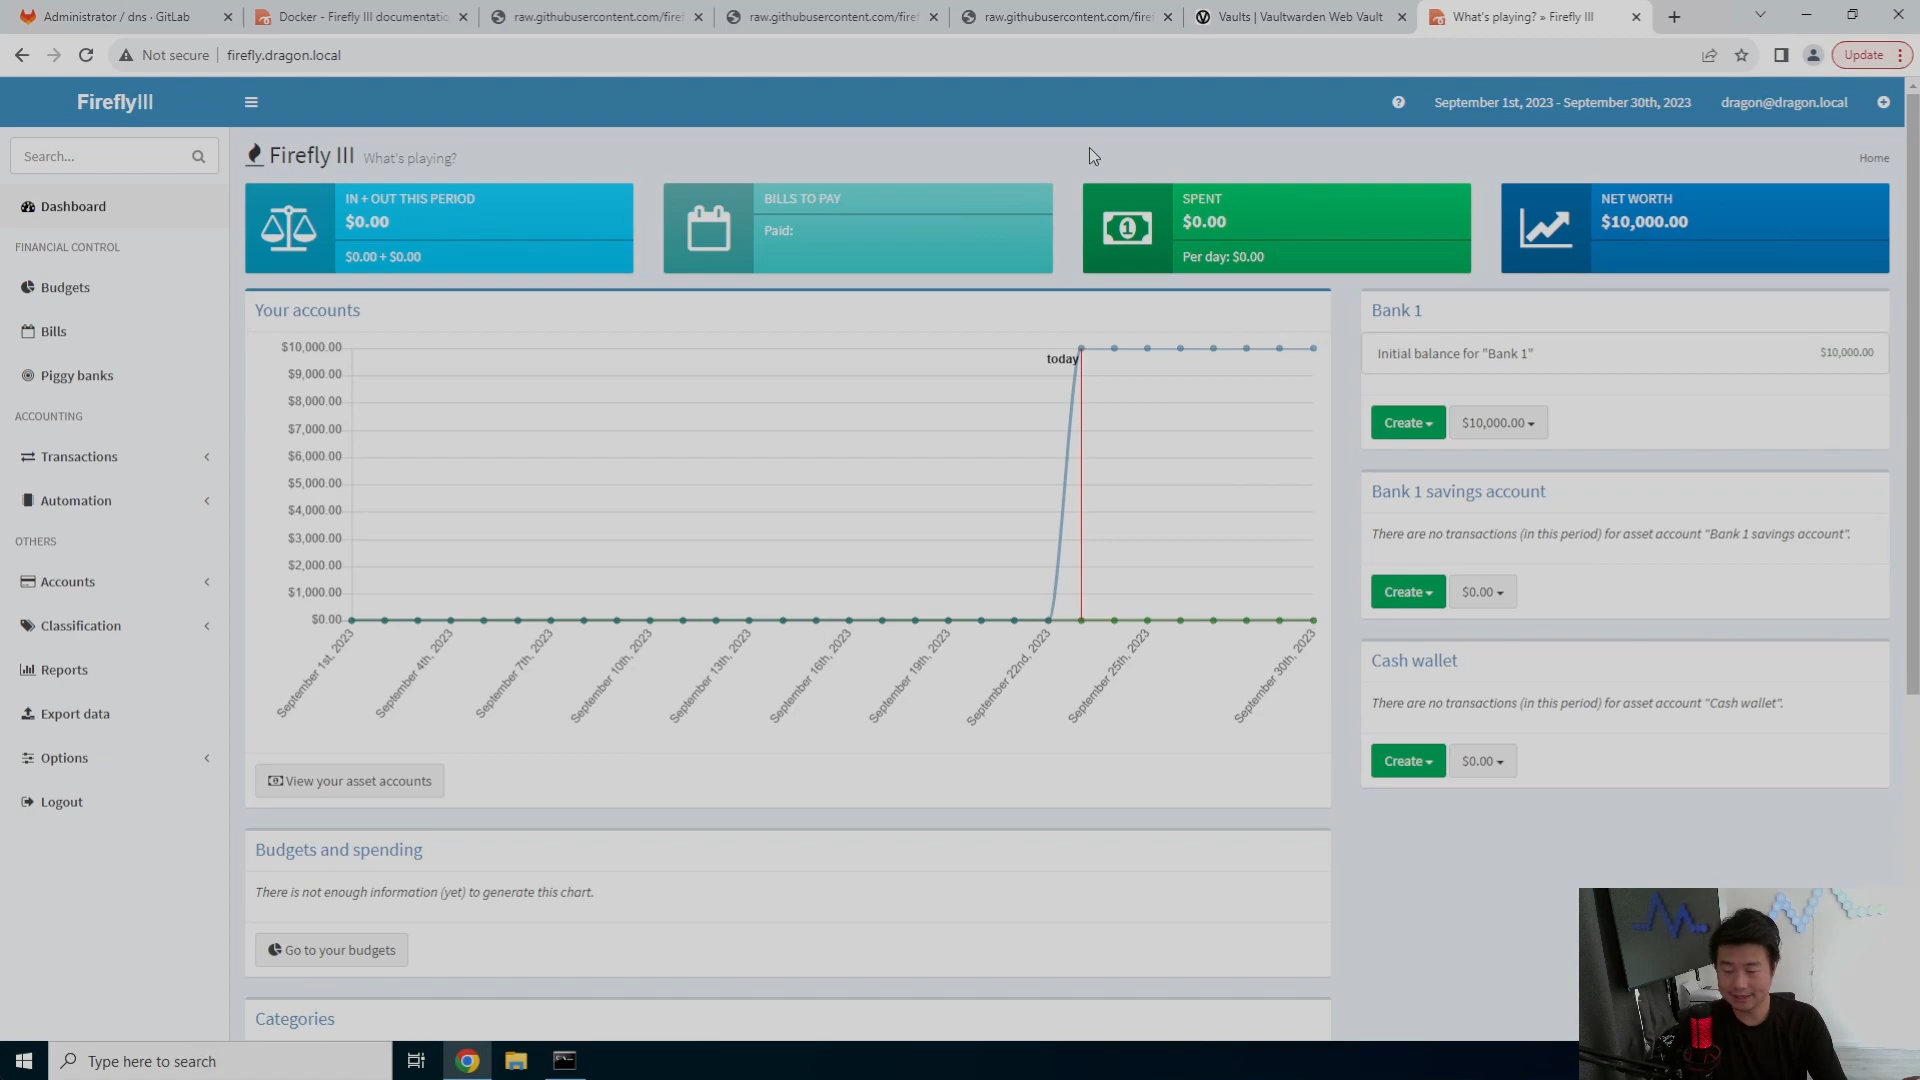 Administrator / dns · GitLab
Docker - Firefly III documentatio
raw.githubusercontent.com/firef
raw.githubusercontent.com/firef
raw.githubusercontent.com/firef
Vaults | Vaultwarden Web Vault
What's playing? » Firefly III
Not secure
firefly.dragon.local
Update
FireflyIII
September 1st, 2023 - September 30th, 2023
dragon@dragon.local
Search...
Firefly III What's playing?
Home
Dashboard
FINANCIAL CONTROL
Budgets
Bills
Piggy banks
ACCOUNTING
Transactions
Automation
OTHERS
Accounts
Classification
Reports
Export data
Options
Logout
IN + OUT THIS PERIOD
$0.00
$0.00 + $0.00
BILLS TO PAY
Paid:
SPENT
$0.00
Per day: $0.00
NET WORTH
$10,000.00
Your accounts
$10,000.00
$9,000.00
$8,000.00
$7,000.00
$6,000.00
$5,000.00
$4,000.00
$3,000.00
$2,000.00
$1,000.00
$0.00
today
September 1st, 2023
September 4th, 2023
September 7th, 2023
September 10th, 2023
September 13th, 2023
September 16th, 2023
September 19th, 2023
September 22nd, 2023
September 25th, 2023
September 30th, 2023
View your asset accounts
Budgets and spending
There is not enough information (yet) to generate this chart.
Go to your budgets
Categories
Bank 1
Initial balance for "Bank 1"
$10,000.00
Create
$10,000.00
Bank 1 savings account
There are no transactions (in this period) for asset account "Bank 1 savings account".
Create
$0.00
Cash wallet
There are no transactions (in this period) for asset account "Cash wallet".
Create
$0.00
Type here to search